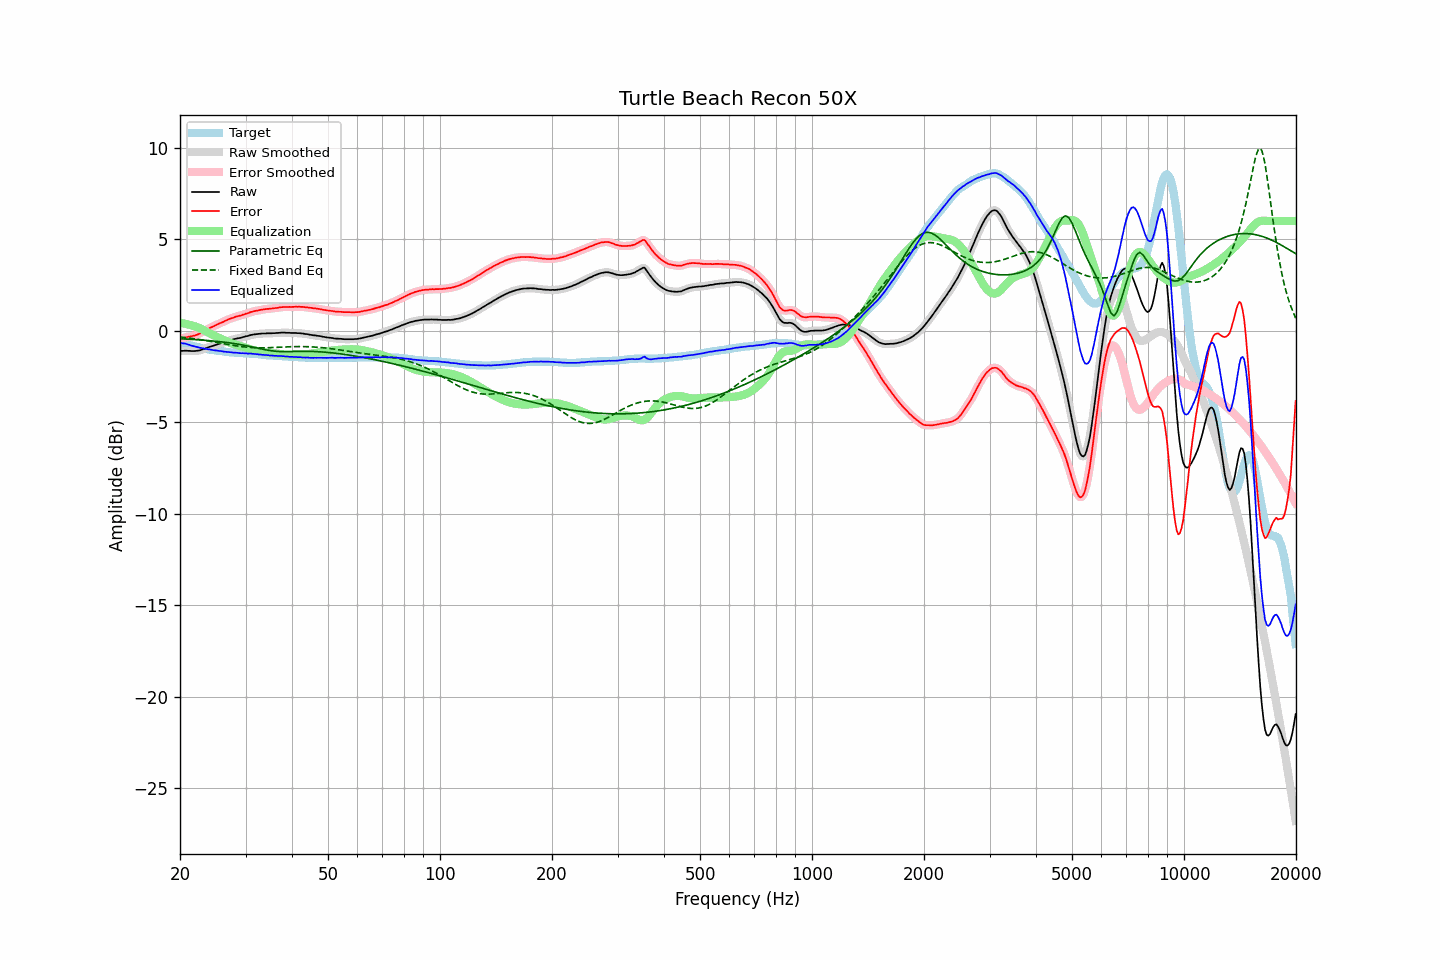 Turtle Beach Recon 50X
Target
Raw Smoothed
Error Smoothed
Raw
Error
Equalization
Parametric Eq
Fixed Band Eq
Equalized
10
5
0
−5
−10
−15
−20
−25
Amplitude (dBr)
20 50 100 200 500 1000 2000 5000 10000 20000
Frequency (Hz)